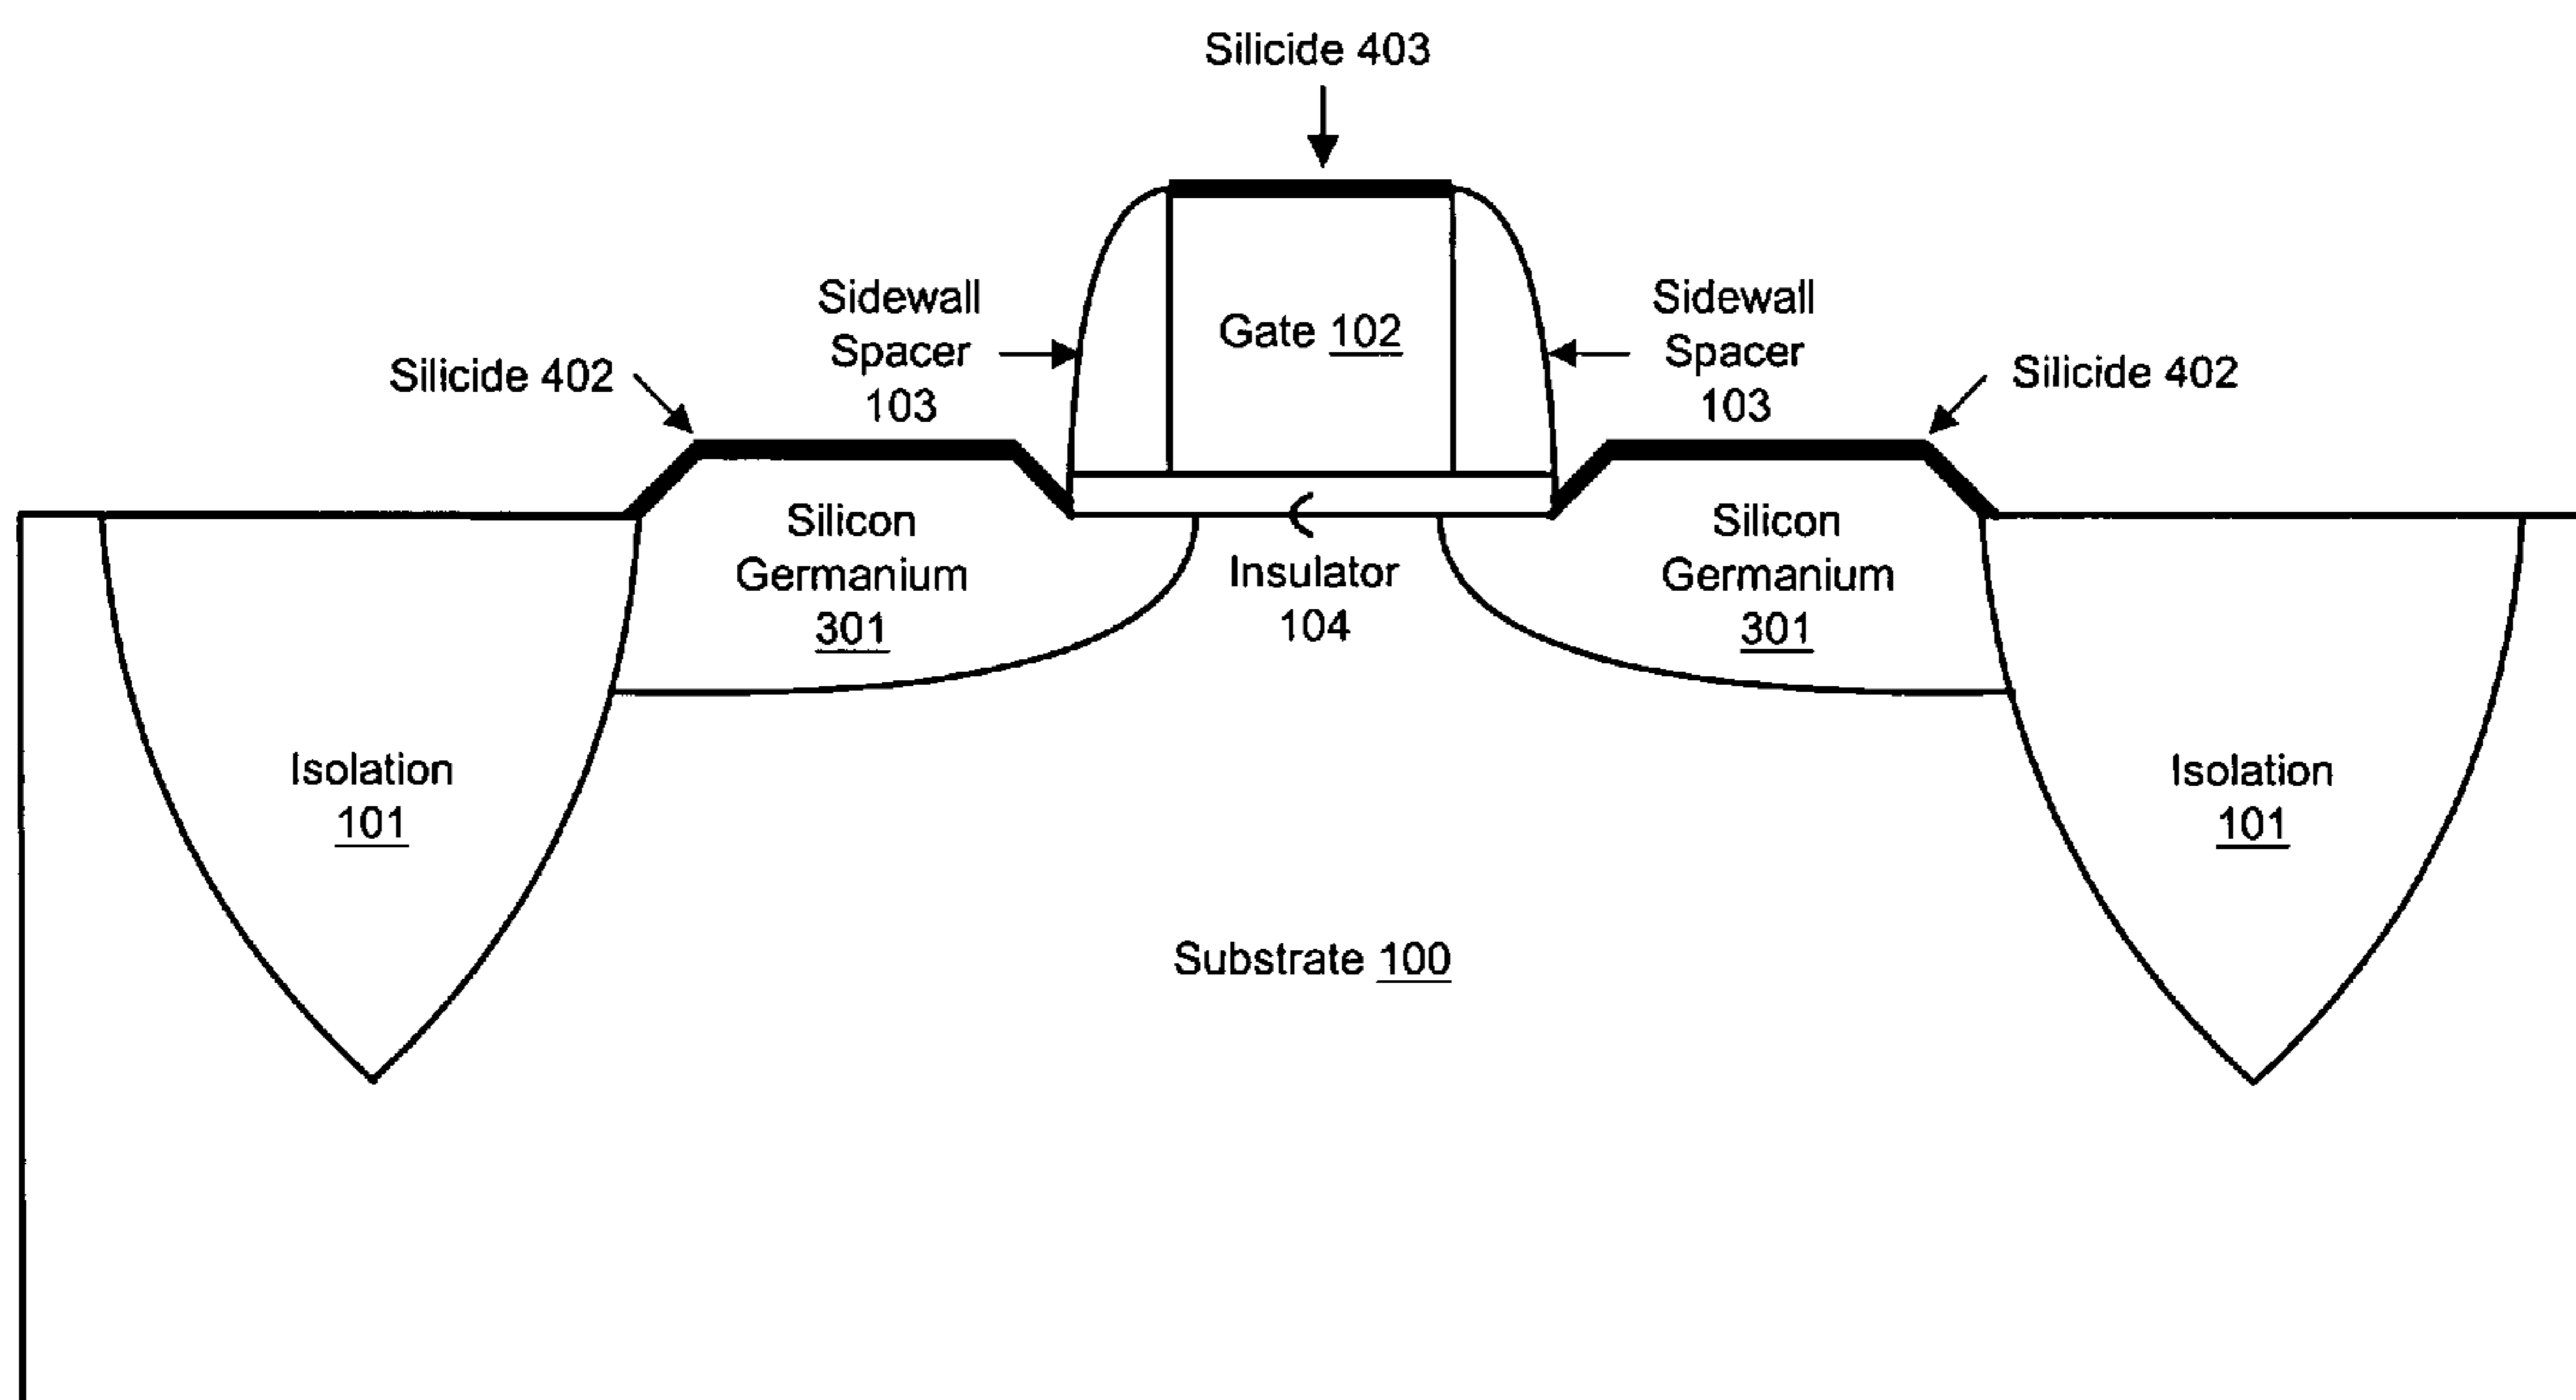 Silicide 403
Sidewall
Spacer
103
Gate 102
Sidewall
Spacer
103
Silicide 402
Silicide 402
Silicon
Germanium
301
Insulator
104
Silicon
Germanium
301
Isolation
101
Isolation
101
Substrate 100